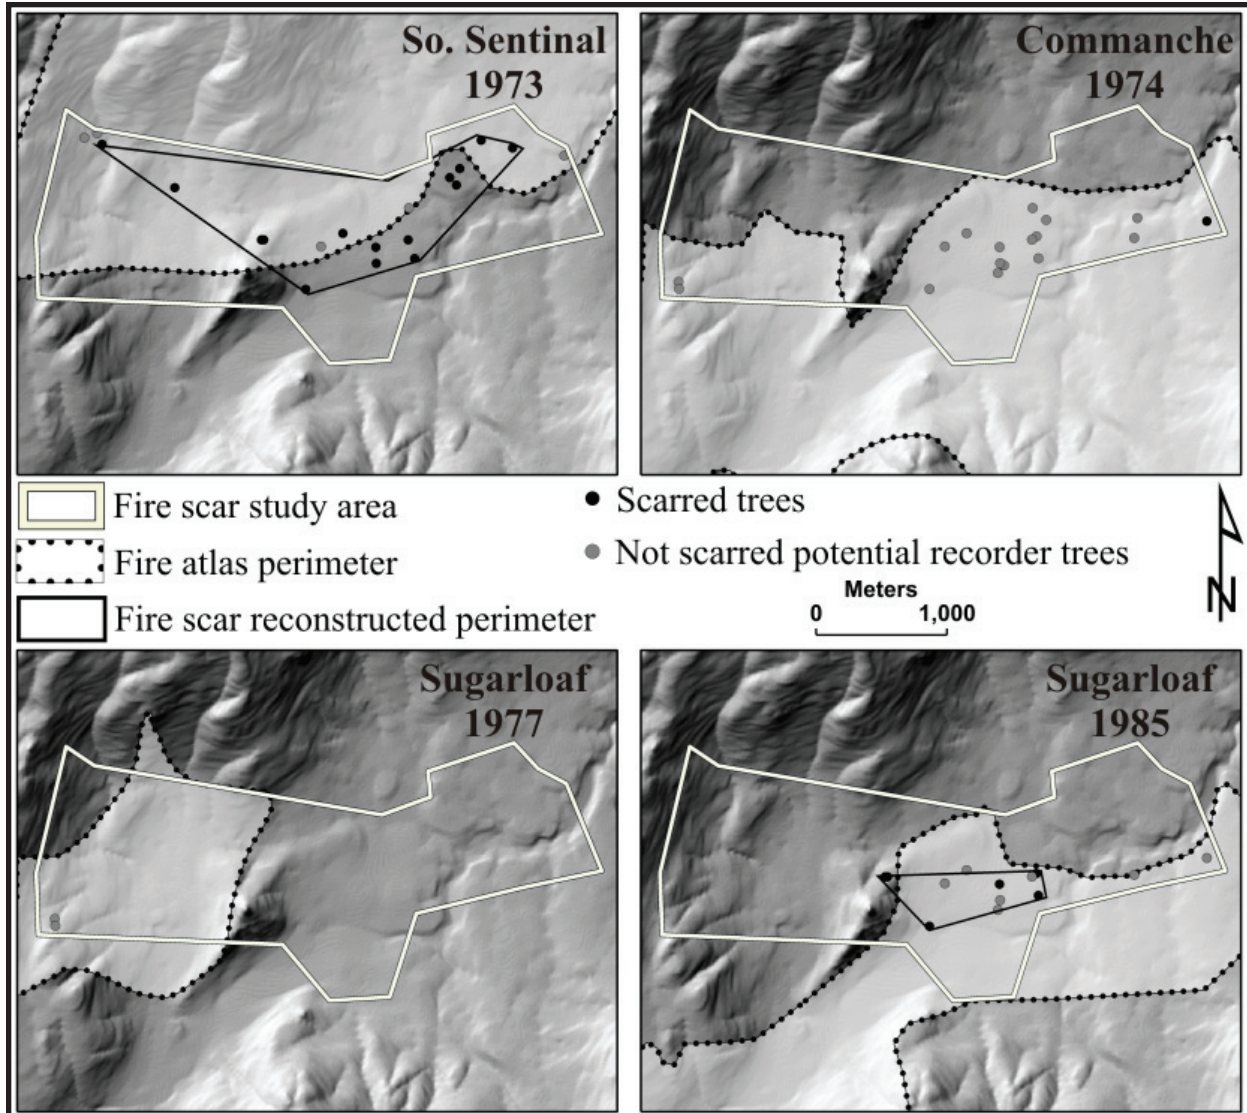 So. Sentinal
1973
Commanche
1974
Fire scar study area
Fire atlas perimeter
Fire scar reconstructed perimeter
Scarred trees
Not scarred potential recorder trees
Meters
0 1,000
N
Sugarloaf
1977
Sugarloaf
1985